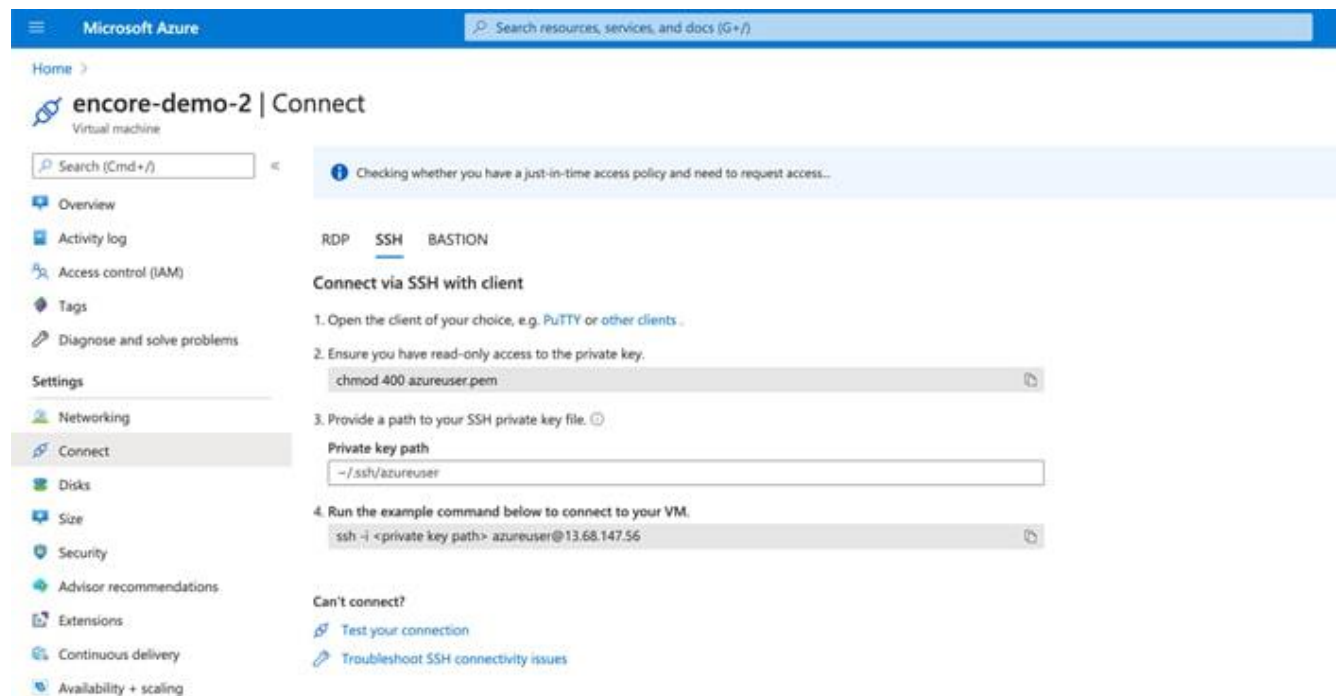 Microsoft Azure
Search resources, services, and docs (G+/)
Home >
encore-demo-2 | Connect
Virtual machine
Search (Cmd+/)
«
Overview
Activity log
Access control (IAM)
Tags
Diagnose and solve problems
Settings
Networking
Connect
Disks
Size
Security
Advisor recommendations
Extensions
Continuous delivery
Availability + scaling
Checking whether you have a just-in-time access policy and need to request access...
RDP SSH BASTION
Connect via SSH with client
1. Open the client of your choice, e.g. PuTTY or other clients .
2. Ensure you have read-only access to the private key.
chmod 400 azureuser.pem
3. Provide a path to your SSH private key file.
Private key path
~/.ssh/azureuser
4. Run the example command below to connect to your VM.
ssh -i <private key path> azureuser@13.68.147.56
Can't connect?
Test your connection
Troubleshoot SSH connectivity issues